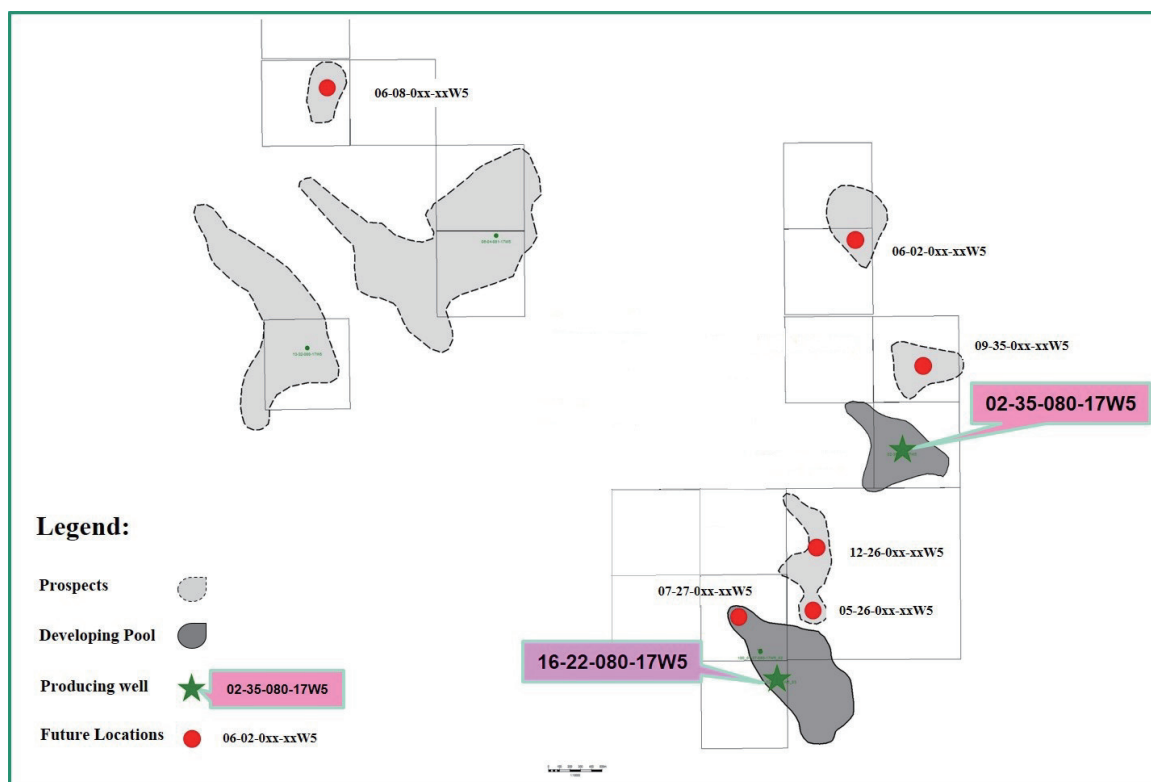 06-08-0xx-xxW5
06-02-0xx-xxW5
09-35-0xx-xxW5
02-35-080-17W5
12-26-0xx-xxW5
07-27-0xx-xxW5
05-26-0xx-xxW5
16-22-080-17W5
Legend:
Prospects
Developing Pool
Producing well
02-35-080-17W5
Future Locations
06-02-0xx-xxW5